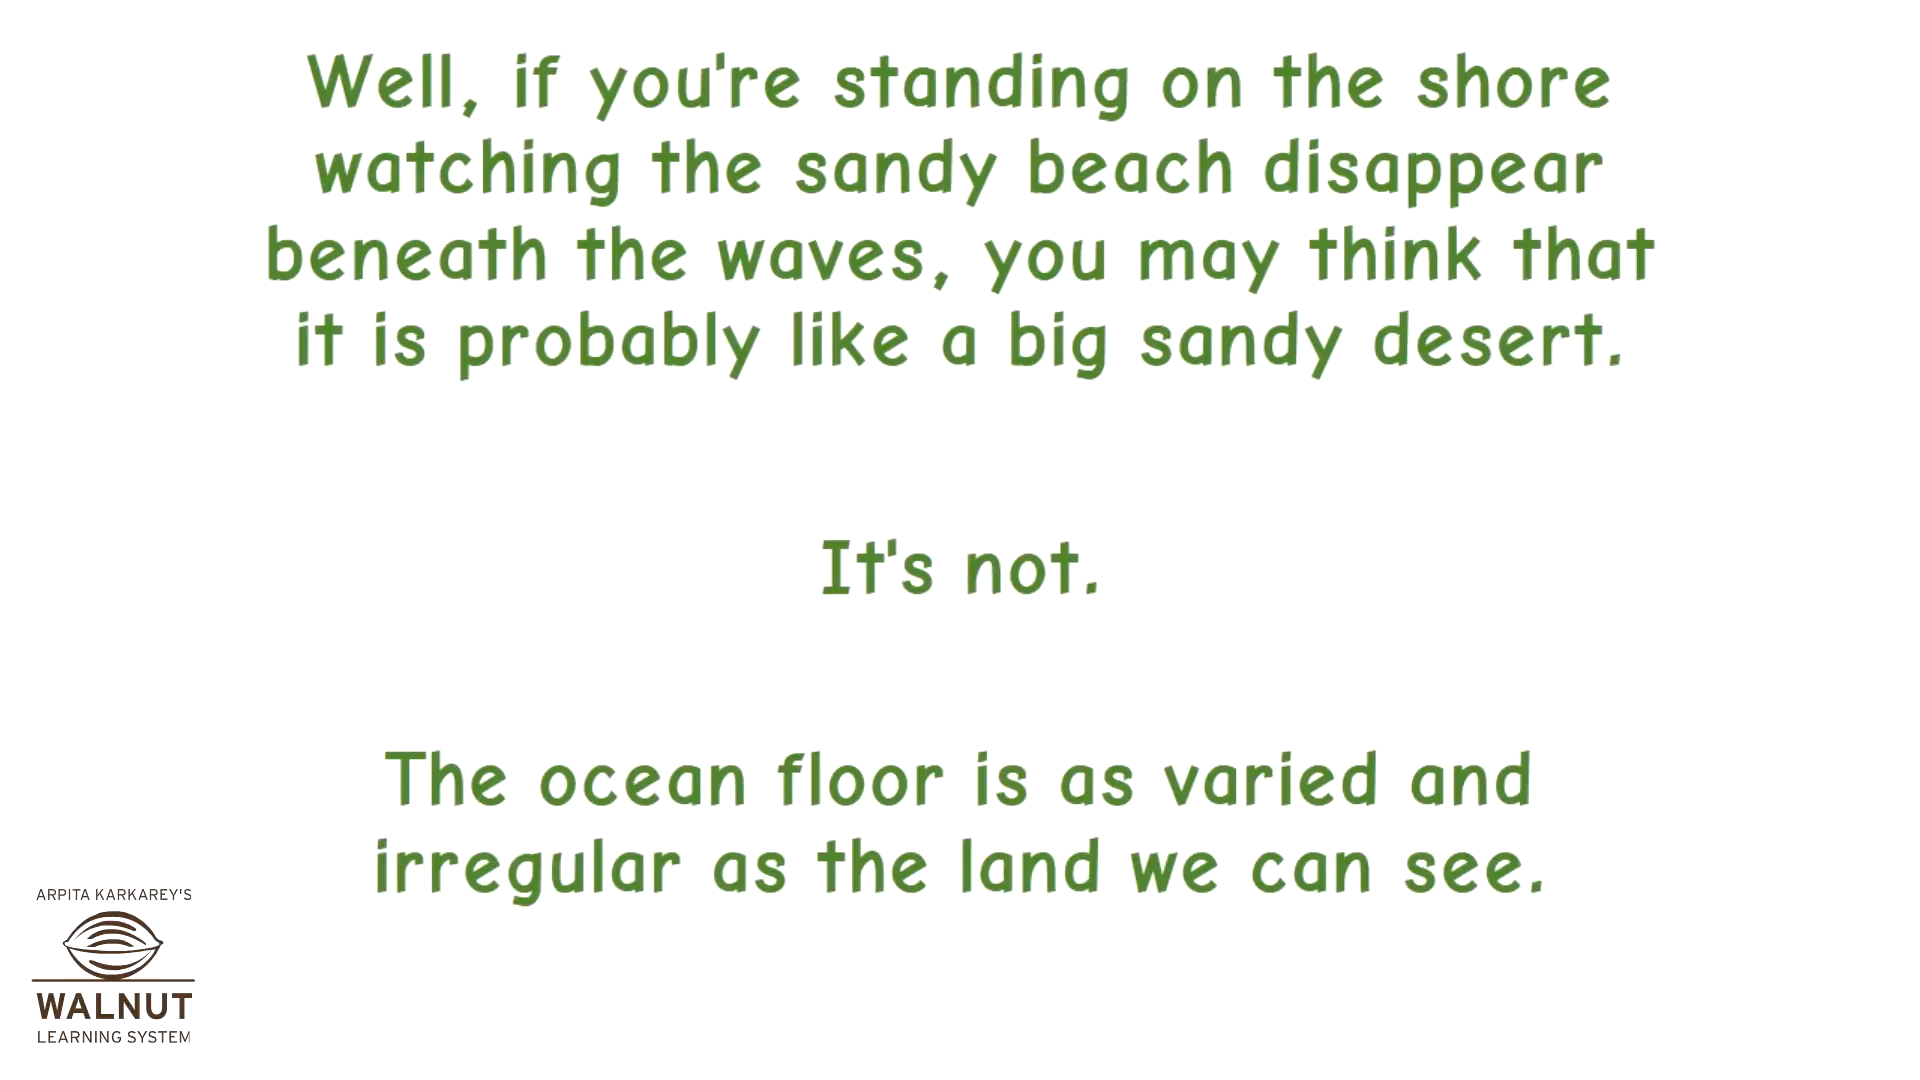 Well, if you're standing on the shore
watching the sandy beach disappear
beneath the waves, you may think that
it is probably like a big sandy desert.
It's not.
The ocean floor is as varied and
irregular as the land we can see.
ARPITA KARKAREY'S
WALNUT
LEARNING SYSTEM